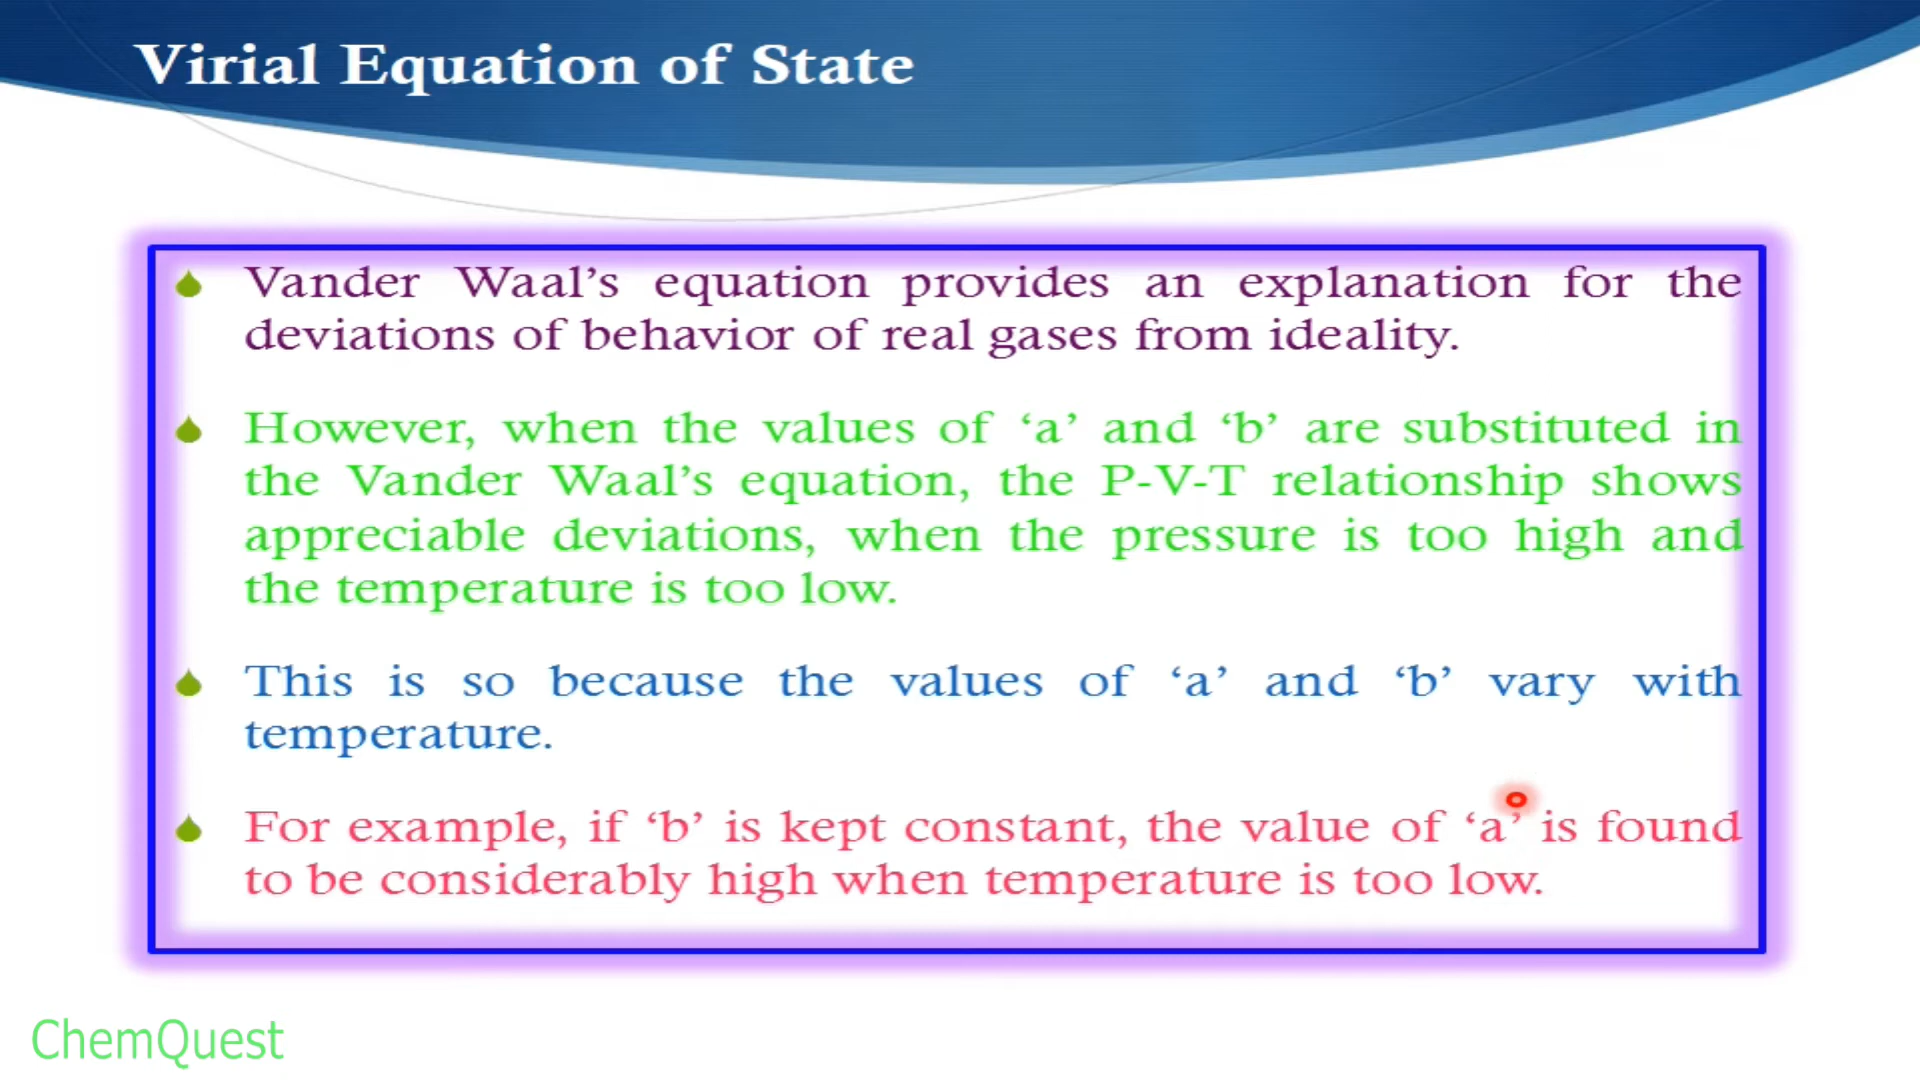 Virial Equation of State
Vander Waal’s equation provides an explanation for the
deviations of behavior of real gases from ideality.
However, when the values of ‘a’ and ‘b’ are substituted in
the Vander Waal’s equation, the P-V-T relationship shows
appreciable deviations, when the pressure is too high and
the temperature is too low.
This is so because the values of ‘a’ and ‘b’ vary with
temperature.
For example, if ‘b’ is kept constant, the value of ‘a’ is found
to be considerably high when temperature is too low.
ChemQuest